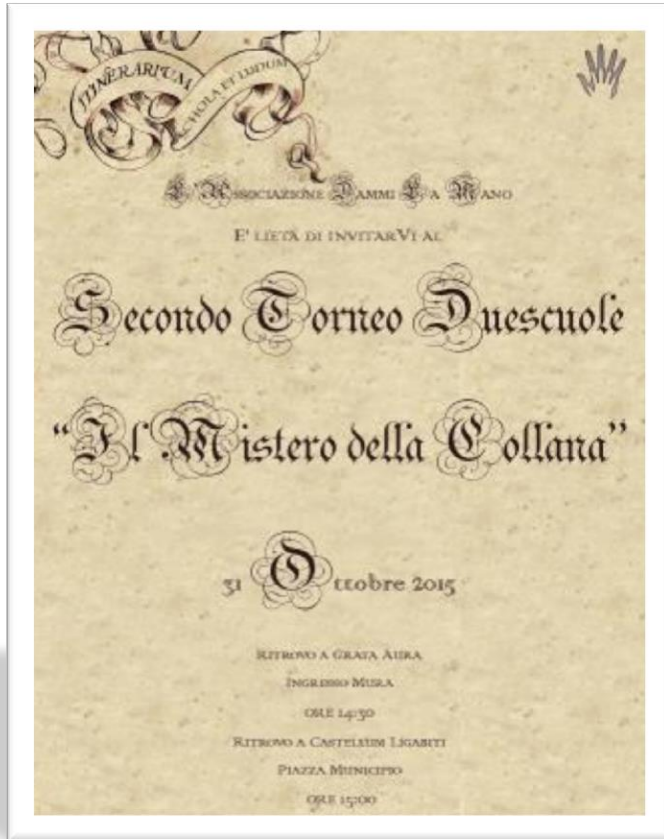 ITINERARIUM
SCHOLA ET LUDUM
L'Associazione Dammi La Mano
E' lieta di invitarVi al
Secondo Torneo Duescuole
“Il Mistero della Collana”
31 Ottobre 2015
Ritrovo a Grata Aura
Ingresso Mura
ore 14:30
Ritrovo a Castellum Ligabiti
Piazza Municipio
ore 15:00